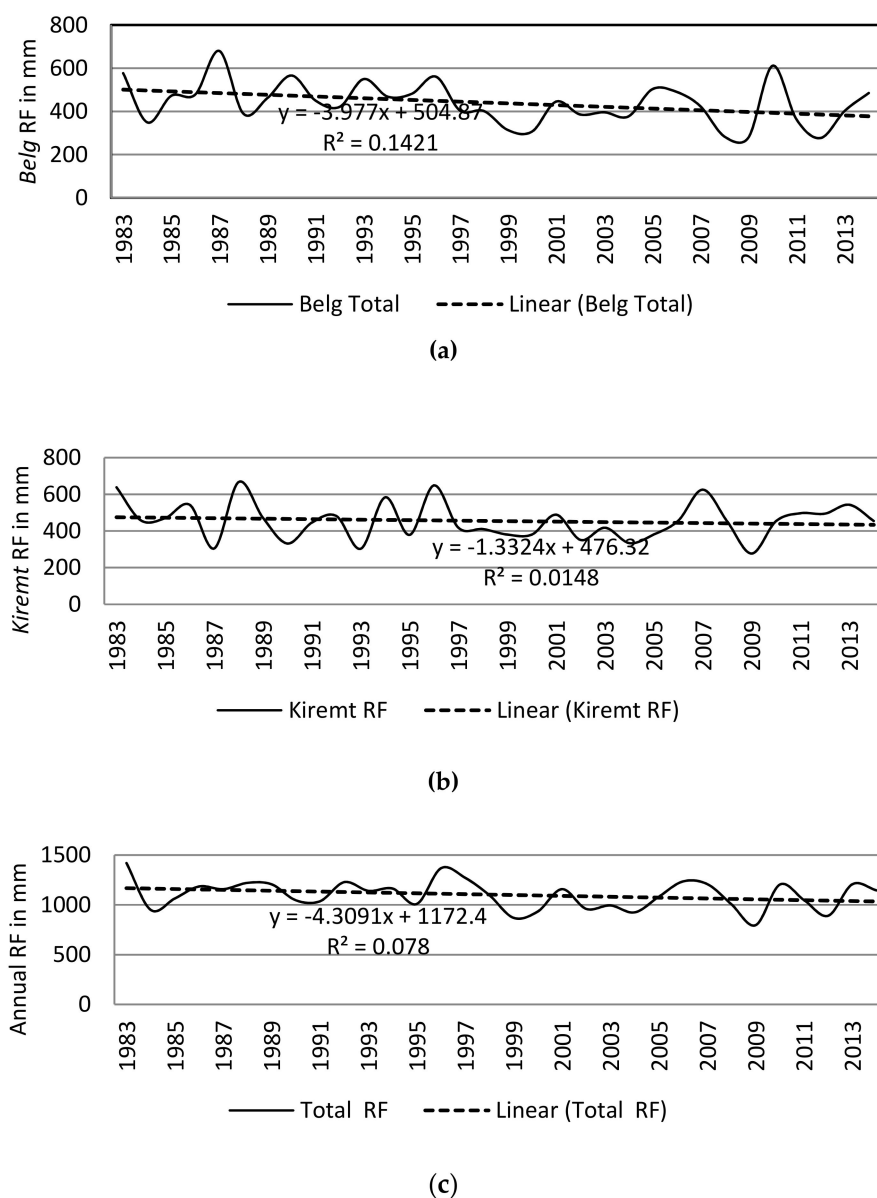 800
600
400
200
0
Belg RF in mm
y = -3.977x + 504.87
R² = 0.1421
1983 1985 1987 1989 1991 1993 1995 1997 1999 2001 2003 2005 2007 2009 2011 2013
Belg Total Linear (Belg Total)
(a)
800
600
400
200
0
Kiremt RF in mm
y = -1.3324x + 476.32
R² = 0.0148
1983 1985 1987 1989 1991 1993 1995 1997 1999 2001 2003 2005 2007 2009 2011 2013
Kiremt RF Linear (Kiremt RF)
(b)
1500
1000
500
0
Annual RF in mm
y = -4.3091x + 1172.4
R² = 0.078
1983 1985 1987 1989 1991 1993 1995 1997 1999 2001 2003 2005 2007 2009 2011 2013
Total RF Linear (Total RF)
(c)